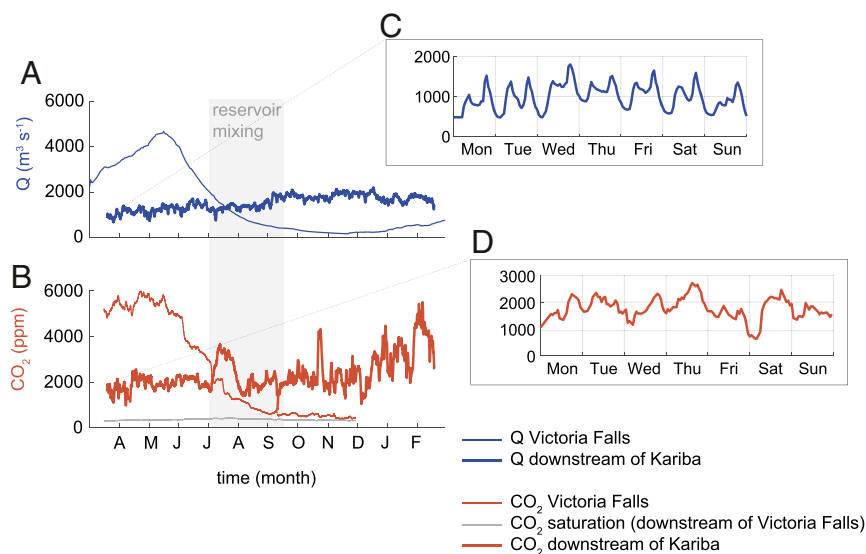 A
6000
4000
2000
0
Q (m³ s⁻¹)
reservoir
mixing
C
2000
1000
0
Mon Tue Wed Thu Fri Sat Sun
B
6000
4000
2000
0
CO₂ (ppm)
A M J J A S O N D J F
time (month)
D
3000
2000
1000
0
Mon Tue Wed Thu Fri Sat Sun
Q Victoria Falls
Q downstream of Kariba
CO₂ Victoria Falls
CO₂ saturation (downstream of Victoria Falls)
CO₂ downstream of Kariba